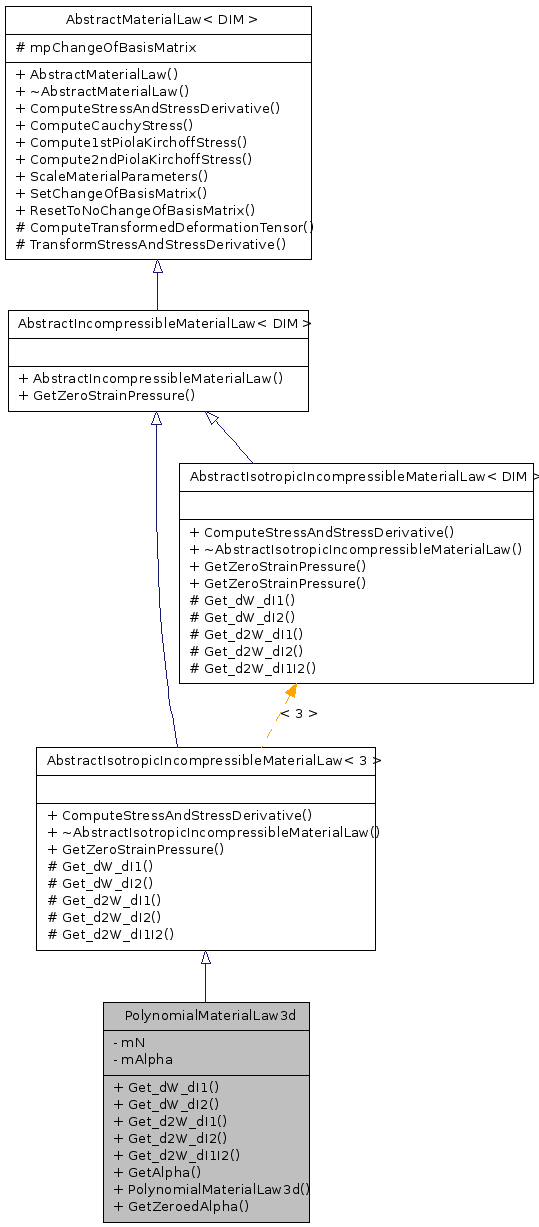 AbstractMaterialLaw< DIM >
# mpChangeOfBasisMatrix
+ AbstractMaterialLaw()
+ ~AbstractMaterialLaw()
+ ComputeStressAndStressDerivative()
+ ComputeCauchyStress()
+ Compute1stPiolaKirchoffStress()
+ Compute2ndPiolaKirchoffStress()
+ ScaleMaterialParameters()
+ SetChangeOfBasisMatrix()
+ ResetToNoChangeOfBasisMatrix()
# ComputeTransformedDeformationTensor()
# TransformStressAndStressDerivative()
AbstractIncompressibleMaterialLaw< DIM >
+ AbstractIncompressibleMaterialLaw()
+ GetZeroStrainPressure()
AbstractIsotropicIncompressibleMaterialLaw< DIM >
+ ComputeStressAndStressDerivative()
+ ~AbstractIsotropicIncompressibleMaterialLaw()
+ GetZeroStrainPressure()
+ GetZeroStrainPressure()
# Get_dW_dI1()
# Get_dW_dI2()
# Get_d2W_dI1()
# Get_d2W_dI2()
# Get_d2W_dI1I2()
< 3 >
AbstractIsotropicIncompressibleMaterialLaw< 3 >
+ ComputeStressAndStressDerivative()
+ ~AbstractIsotropicIncompressibleMaterialLaw()
+ GetZeroStrainPressure()
# Get_dW_dI1()
# Get_dW_dI2()
# Get_d2W_dI1()
# Get_d2W_dI2()
# Get_d2W_dI1I2()
PolynomialMaterialLaw3d
- mN
- mAlpha
+ Get_dW_dI1()
+ Get_dW_dI2()
+ Get_d2W_dI1()
+ Get_d2W_dI2()
+ Get_d2W_dI1I2()
+ GetAlpha()
+ PolynomialMaterialLaw3d()
+ GetZeroedAlpha()